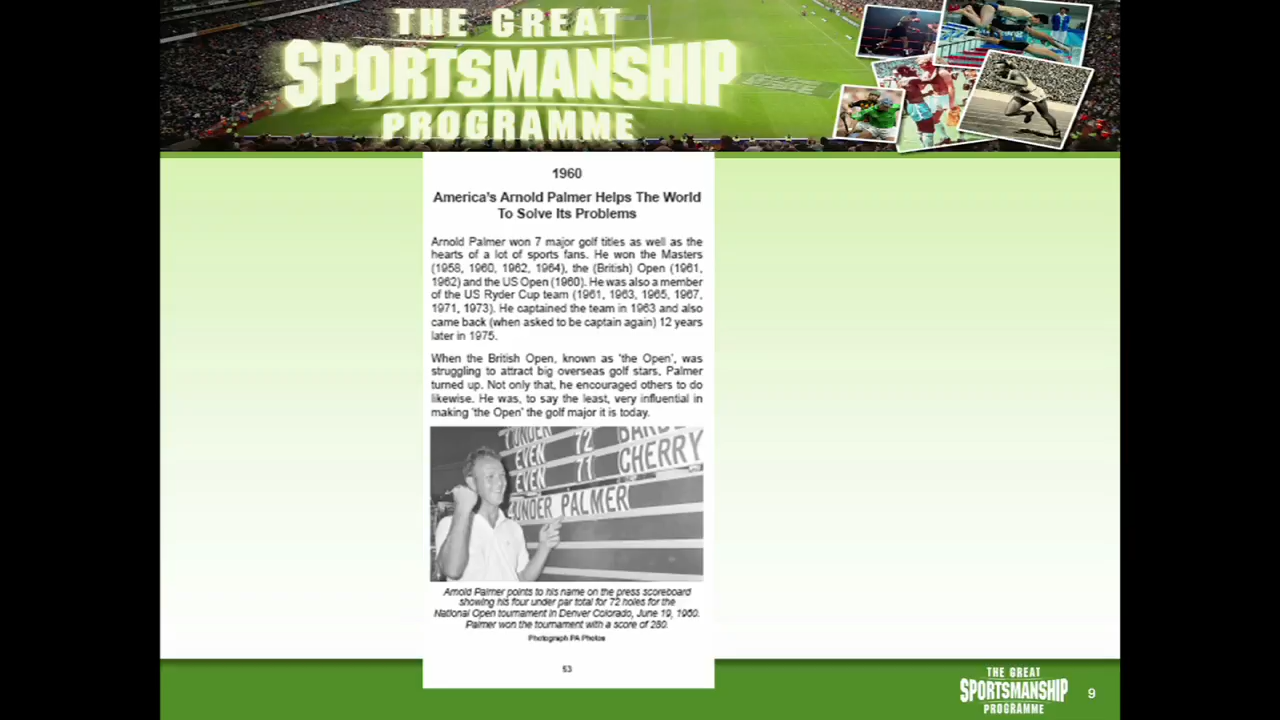 THE GREAT
SPORTSMANSHIP
PROGRAMME
1960
America's Arnold Palmer Helps The World
To Solve Its Problems
Arnold Palmer won 7 major golf titles as well as the
hearts of a lot of sports fans. He won the Masters
(1958, 1960, 1962, 1964), the (British) Open (1961,
1962) and the US Open (1960). He was also a member
of the US Ryder Cup team (1961, 1963, 1965, 1967,
1971, 1973). He captained the team in 1963 and also
came back (when asked to be captain again) 12 years
later in 1975.
When the British Open, known as 'the Open', was
struggling to attract big overseas golf stars, Palmer
turned up. Not only that, he encouraged others to do
likewise. He was, to say the least, very influential in
making 'the Open' the golf major it is today.
UNDER 72
EVEN 71 CHERRY
EVEN
UNDER PALMER
Arnold Palmer points to his name on the press scoreboard
showing his four under par total for 72 holes for the
National Open tournament in Denver Colorado, June 19, 1960.
Palmer won the tournament with a score of 280.
Photograph PA Photos
53
THE GREAT
SPORTSMANSHIP
PROGRAMME
9